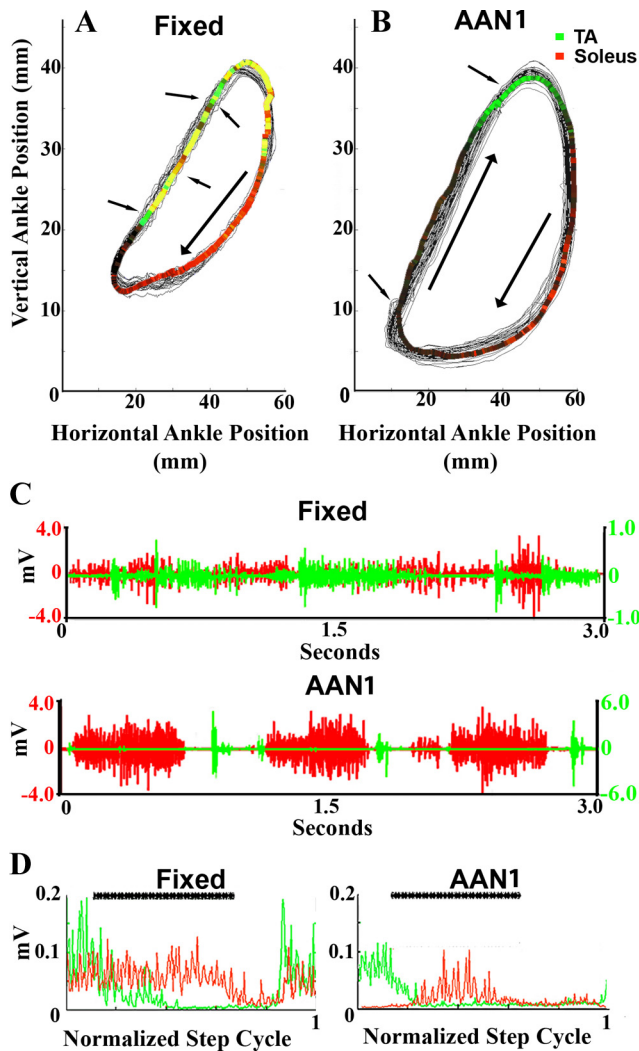 A Fixed
B AAN1
TA
Soleus
Vertical Ankle Position (mm)
40
30
20
10
0
20 40 60
Horizontal Ankle Position
(mm)
40
30
20
10
0
20 40 60
Horizontal Ankle Position
(mm)
C
Fixed
4.0
mV
-4.0
1.0
-1.0
0 1.5 3.0
Seconds
AAN1
4.0
mV
0
-4.0
6.0
0
-6.0
0 1.5 3.0
Seconds
D
Fixed
0.2
mV
0.1
0
1
Normalized Step Cycle
AAN1
0.2
0.1
0
1
Normalized Step Cycle